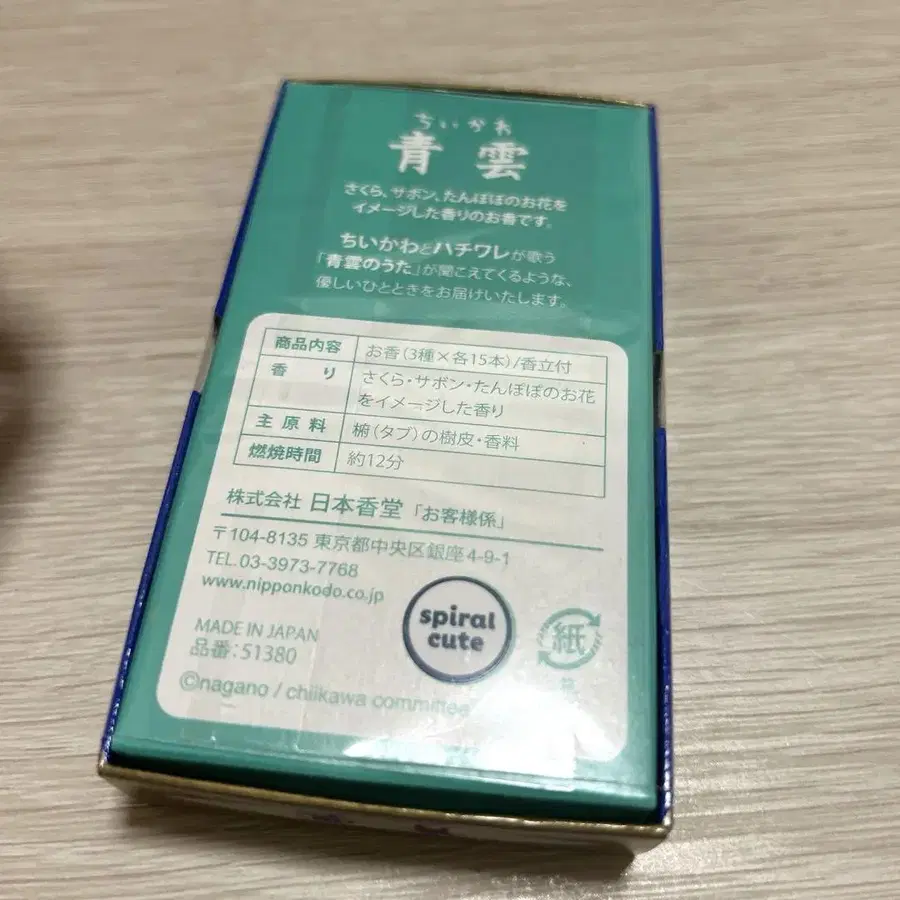 ちいかわ
青雲
さくら、サボン、たんぽぽのお花を
イメージした香りのお香です。
ちいかわとハチワレが歌う
「青雲のうた」が聞こえてくるような、
優しいひとときをお届けいたします。
商品内容 お香(3種×各15本)/香立付
香り さくら・サボン・たんぽぽのお花
をイメージした香り
主原料 椨(タブ)の樹皮・香料
燃焼時間 約12分
株式会社 日本香堂 「お客様係」
〒104-8135 東京都中央区銀座4-9-1
TEL.03-3973-7768
www.nipponkodo.co.jp
spiral
cute
紙
箱
MADE IN JAPAN
品番:51380
©nagano / chiikawa committee